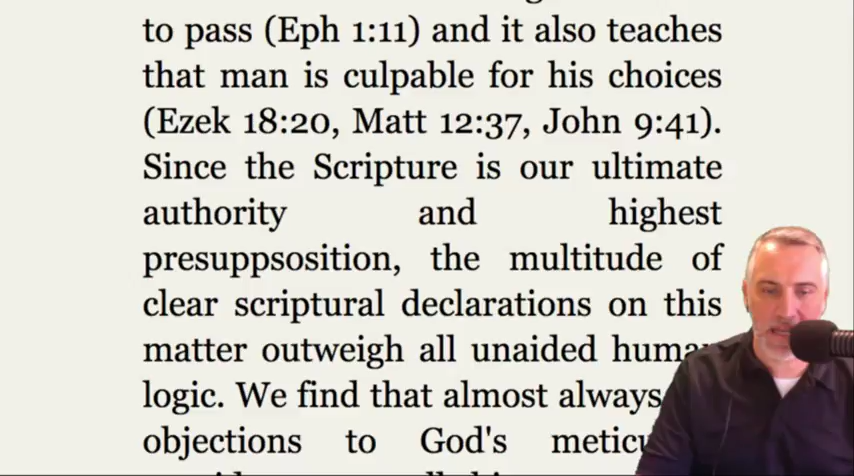 to pass (Eph 1:11) and it also teaches
that man is culpable for his choices
(Ezek 18:20, Matt 12:37, John 9:41).
Since the Scripture is our ultimate
authority and highest
presuppsosition, the multitude of
clear scriptural declarations on this
matter outweigh all unaided human
logic. We find that almost always
objections to God's